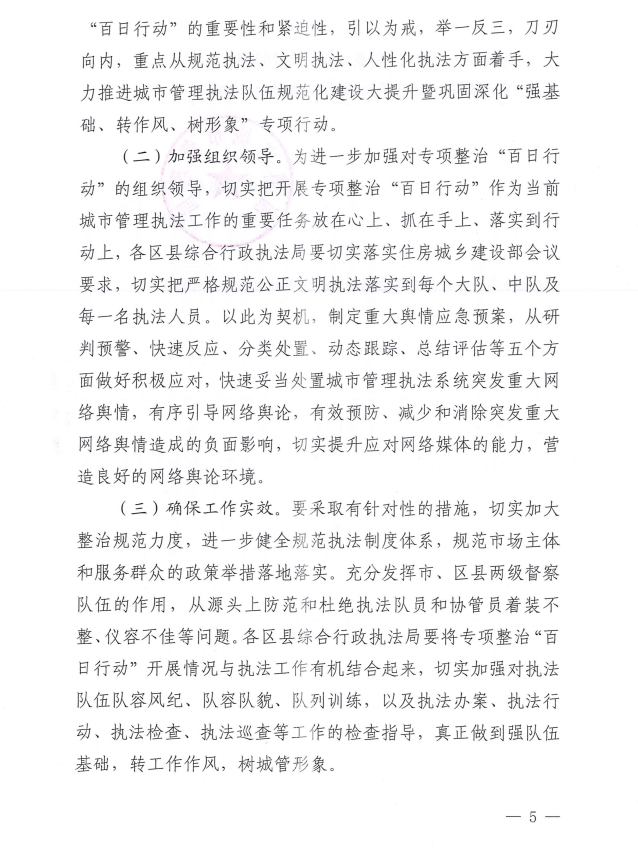 “百日行动”的重要性和紧迫性，引以为戒，举一反三，刀刃
向内，重点从规范执法、文明执法、人性化执法方面着手，大
力推进城市管理执法队伍规范化建设大提升暨巩固深化“强基
础、转作风、树形象”专项行动。
（二）加强组织领导。为进一步加强对专项整治“百日行
动”的组织领导，切实把开展专项整治“百日行动”作为当前
城市管理执法工作的重要任务放在心上、抓在手上、落实到行
动上，各区县综合行政执法局要切实落实住房城乡建设部会议
要求，切实把严格规范公正文明执法落实到每个大队、中队及
每一名执法人员。以此为契机，制定重大舆情应急预案，从研
判预警、快速反应、分类处置、动态跟踪、总结评估等五个方
面做好积极应对，快速妥当处置城市管理执法系统突发重大网
络舆情，有序引导网络舆论，有效预防、减少和消除突发重大
网络舆情造成的负面影响，切实提升应对网络媒体的能力，营
造良好的网络舆论环境。
（三）确保工作实效。要采取有针对性的措施，切实加大
整治规范力度，进一步健全规范执法制度体系，规范市场主体
和服务群众的政策举措落地落实。充分发挥市、区县两级督察
队伍的作用，从源头上防范和杜绝执法队员和协管员着装不
整、仪容不佳等问题。各区县综合行政执法局要将专项整治“百
日行动”开展情况与执法工作有机结合起来，切实加强对执法
队伍队容风纪、队容队貌、队列训练，以及执法办案、执法行
动、执法检查、执法巡查等工作的检查指导，真正做到强队伍
基础，转工作作风，树城管形象。
— 5 —